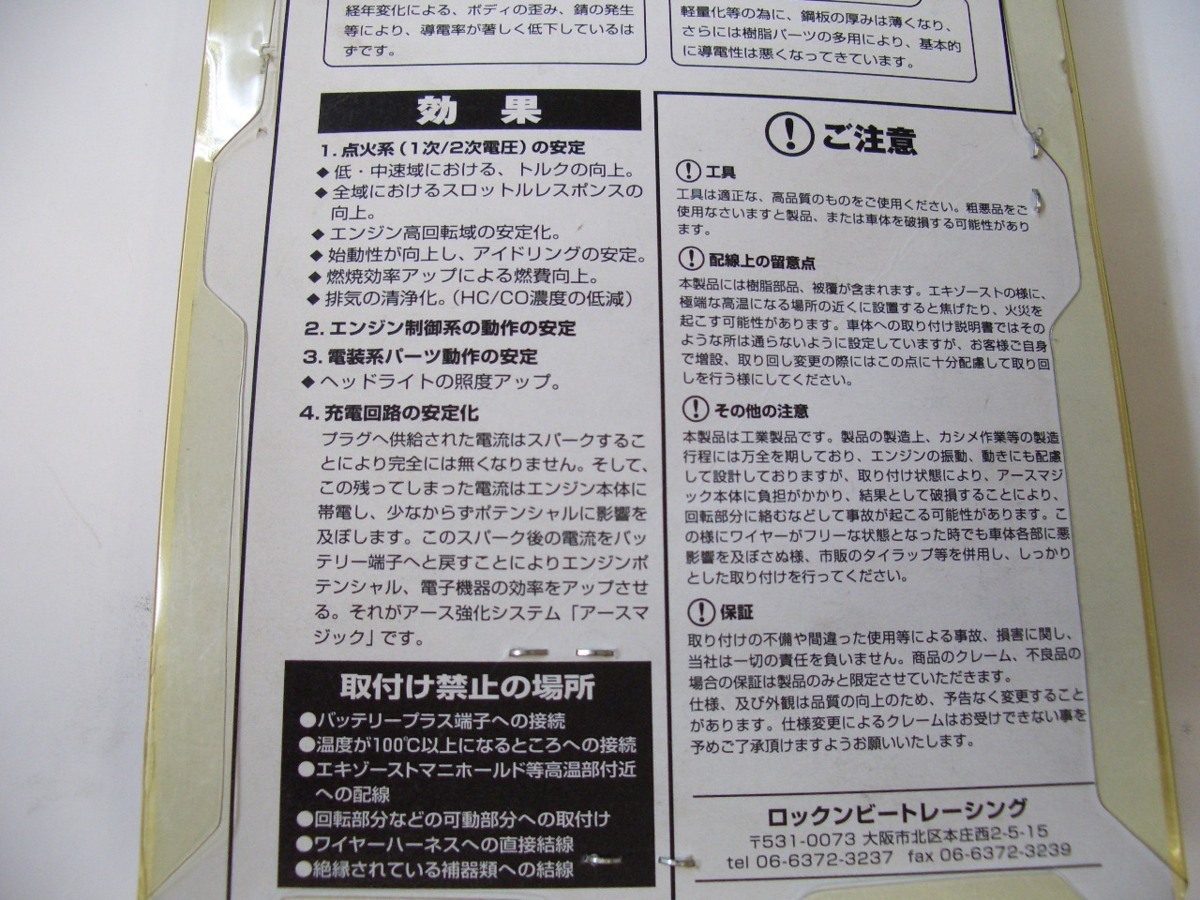 経年変化による、ボディの歪み、錆の発生
等により、導電率が著しく低下しているは
ずです。
軽量化等の為に、鋼板の厚みは薄くなり、
さらには樹脂パーツの多用により、基本的
に導電性は悪くなってきています。
効 果
1. 点火系（1次/2次電圧）の安定
◆ 低・中速域における、トルクの向上。
◆ 全域におけるスロットルレスポンスの
向上。
◆ エンジン高回転域の安定化。
◆ 始動性が向上し、アイドリングの安定。
◆ 燃焼効率アップによる燃費向上。
◆ 排気の清浄化。（HC/CO濃度の低減）
2. エンジン制御系の動作の安定
3. 電装系パーツ動作の安定
◆ ヘッドライトの照度アップ。
4. 充電回路の安定化
プラグへ供給された電流はスパークするこ
とにより完全には無くなりません。そして、
この残ってしまった電流はエンジン本体に
帯電し、少なからずポテンシャルに影響を
及ぼします。このスパーク後の電流をバッ
テリー端子へと戻すことによりエンジンポ
テンシャル、電子機器の効率をアップさせ
る。それがアース強化システム「アースマ
ジック」です。
取付け禁止の場所
●バッテリープラス端子への接続
●温度が100℃以上になるところへの接続
●エキゾーストマニホールド等高温部付近
への配線
●回転部分などの可動部分への取付け
●ワイヤーハーネスへの直接結線
●絶縁されている補器類への結線
! ご注意
! 工具
工具は適正な、高品質のものをご使用ください。粗悪品をご
使用なさいますと製品、または車体を破損する可能性があり
ます。
! 配線上の留意点
本製品には樹脂部品、被覆が含まれます。エキゾーストの様に、
極端な高温になる場所の近くに設置すると焦げたり、火災を
起こす可能性があります。車体への取り付け説明書ではその
ような所は通らないように設定していますが、お客様ご自身
で増設、取り回し変更の際にはこの点に十分配慮して取り回
しを行う様にしてください。
! その他の注意
本製品は工業製品です。製品の製造上、カシメ作業等の製造
行程には万全を期しており、エンジンの振動、動きにも配慮
して設計しておりますが、取り付け状態により、アースマジ
ック本体に負担がかかり、結果として破損することにより、
回転部分に絡むなどして事故が起こる可能性があります。こ
の様にワイヤーがフリーな状態となった時でも車体各部に悪
影響を及ぼさぬ様、市販のタイラップ等を併用し、しっかり
とした取り付けを行ってください。
! 保証
取り付けの不備や間違った使用等による事故、損害に関し、
当社は一切の責任を負いません。商品のクレーム、不良品の
場合の保証は製品のみと限定させていただきます。
仕様、及び外観は品質の向上のため、予告なく変更すること
があります。仕様変更によるクレームはお受けできない事を
予めご了承頂けますようお願いいたします。
ロックンビートレーシング
〒531-0073 大阪市北区本庄西2-5-15
tel 06-6372-3237 fax 06-6372-3239